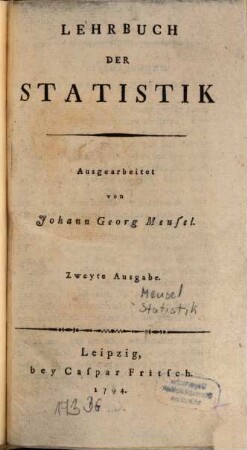 LEHRBUCH
DER
STATISTIK
Ausgearbeitet
von
Johann Georg Meusel.
Zweyte Ausgabe.
Meusel
Statistik
Leipzig,
bey Caspar Fritsch.
1794.